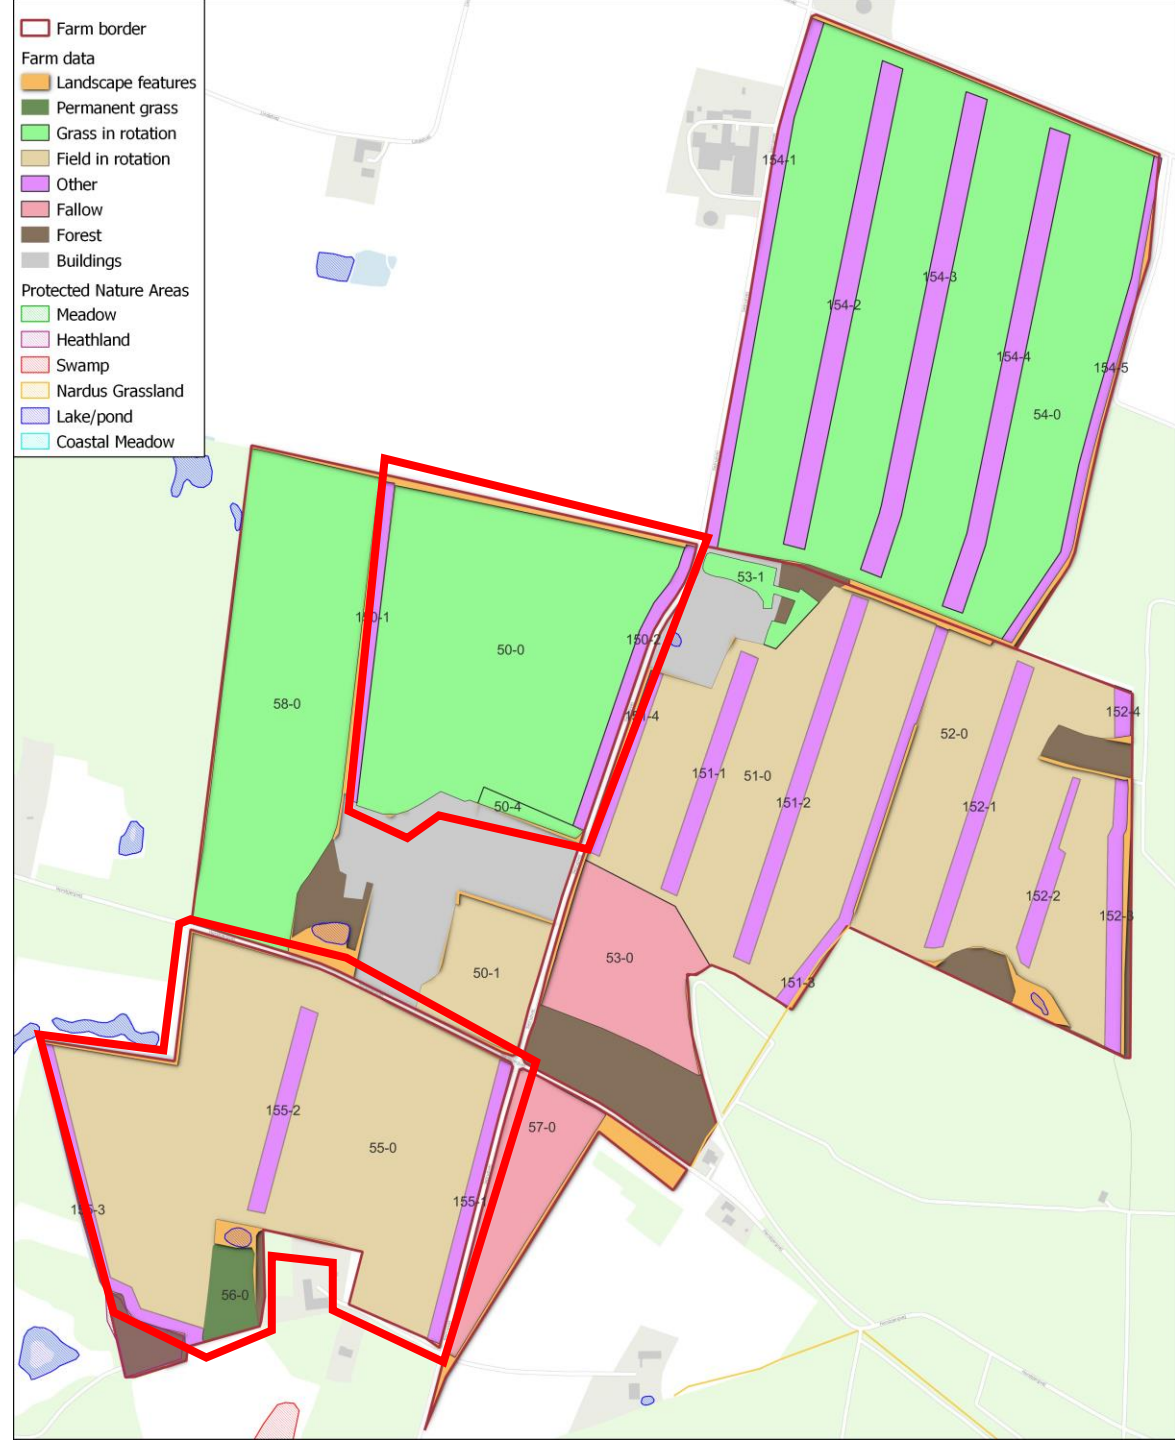 Farm border
Farm data
Landscape features
Permanent grass
Grass in rotation
Field in rotation
Other
Fallow
Forest
Buildings
Protected Nature Areas
Meadow
Heathland
Swamp
Nardus Grassland
Lake/pond
Coastal Meadow
154-1
154-2
154-3
154-4
154-5
54-0
53-1
150-1
50-0
150-2
58-0
152-4
52-0
151-1
51-0
151-2
152-1
50-4
152-2
152-3
53-0
50-1
151-3
155-2
57-0
55-0
155-1
56-0